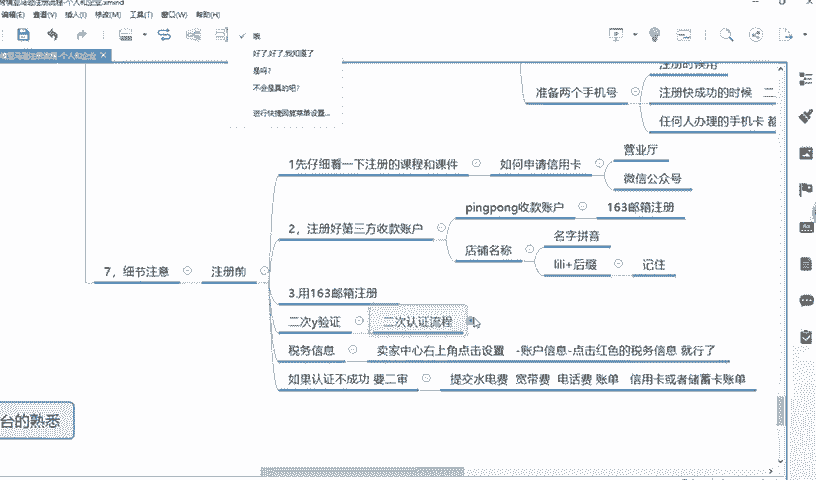 编辑(E) 查看(V) 插入(I) 修改(M) 工具(T) 窗口(W) 帮助(H)
哦
好了,好了,我知道了
是吗?
不会是真的吧?
运行快捷回复菜单设置...
注册的候用
准备两个手机号
注册快成功的时候 二
任何人办理的手机卡 都
1先仔细看一下注册的课程和课件
如何申请信用卡
营业厅
微信公众号
2，注册好第三方收款账户
pingpong收款账户
163邮箱注册
店铺名称
名字拼音
lili+后缀
记住
7，细节注意
注册前
3.用163邮箱注册
二次y验证
二次认证流程
税务信息
卖家中心右上角点击设置 -账户信息-点击红色的税务信息 就行了
如果认证不成功 要二审
提交水电费 宽带费 电话费 账单 信用卡或者储蓄卡账单
台的熟悉